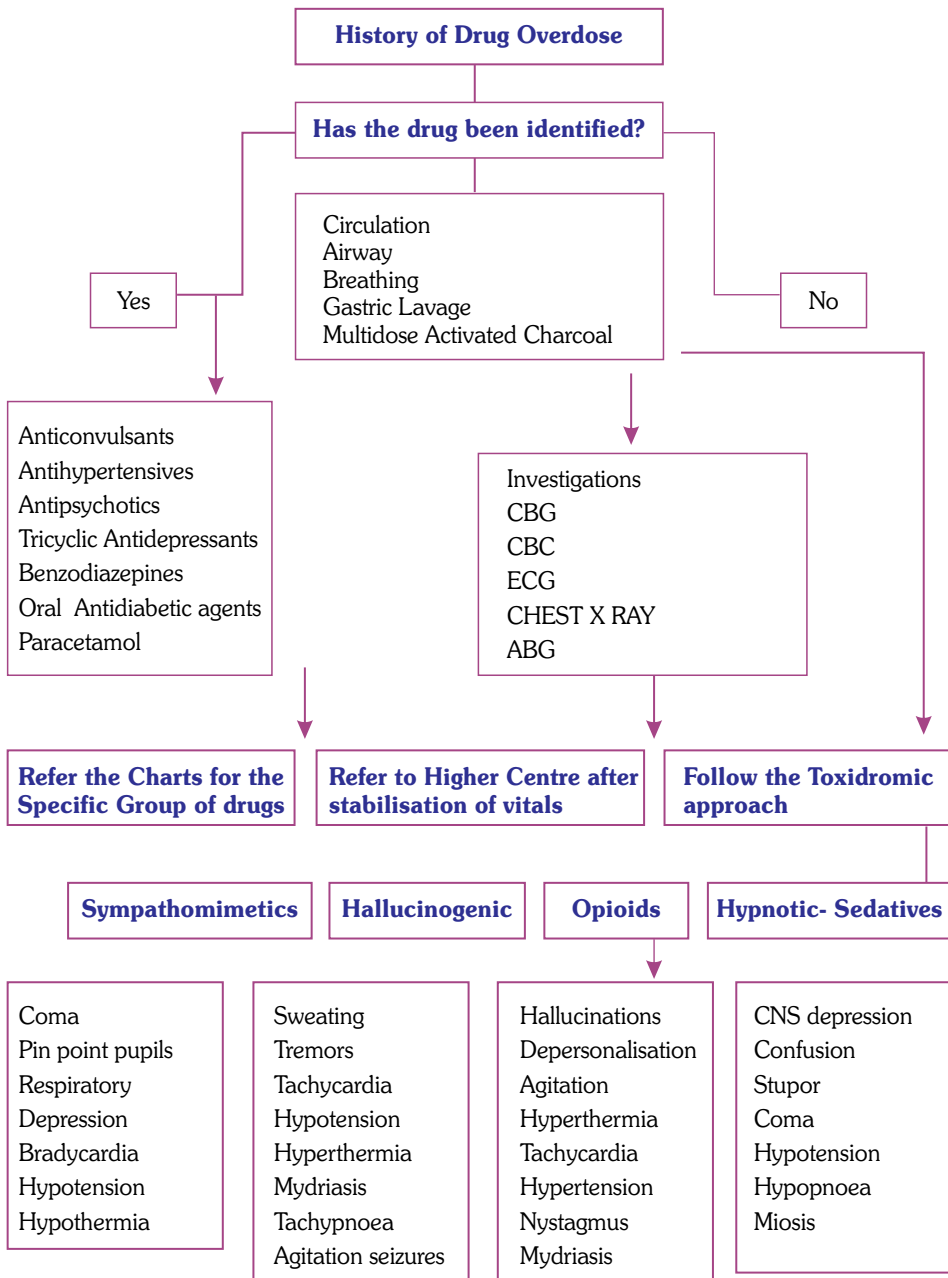 History of Drug Overdose
Has the drug been identified?
Circulation
Airway
Breathing
Gastric Lavage
Multidose Activated Charcoal
Yes
No
Anticonvulsants
Antihypertensives
Antipsychotics
Tricyclic Antidepressants
Benzodiazepines
Oral Antidiabetic agents
Paracetamol
Investigations
CBG
CBC
ECG
CHEST X RAY
ABG
Refer the Charts for the
Specific Group of drugs
Refer to Higher Centre after
stabilisation of vitals
Follow the Toxidromic
approach
Sympathomimetics
Hallucinogenic
Opioids
Hypnotic- Sedatives
Coma
Pin point pupils
Respiratory
Depression
Bradycardia
Hypotension
Hypothermia
Sweating
Tremors
Tachycardia
Hypotension
Hyperthermia
Mydriasis
Tachypnoea
Agitation seizures
Hallucinations
Depersonalisation
Agitation
Hyperthermia
Tachycardia
Hypertension
Nystagmus
Mydriasis
CNS depression
Confusion
Stupor
Coma
Hypotension
Hypopnoea
Miosis